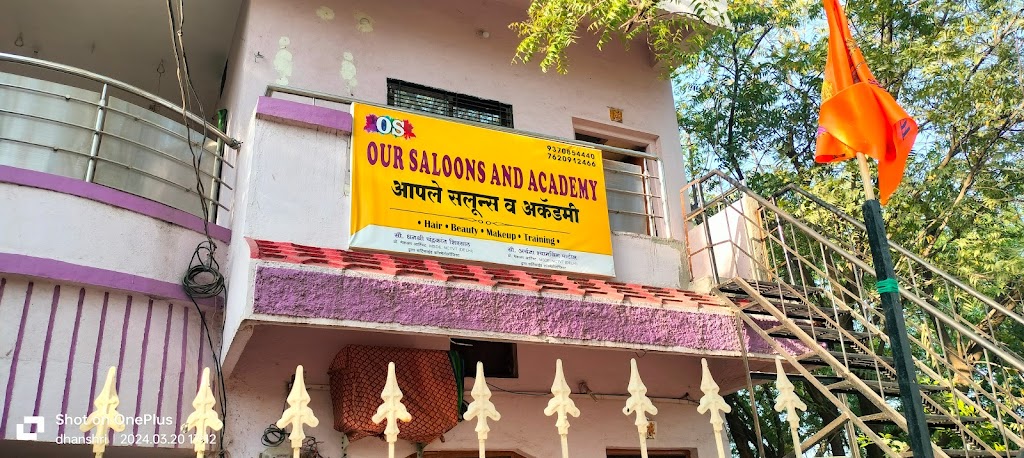 OS
9370854440
7620912466
OUR SALOONS AND ACADEMY
आपले सलून्स व अकॅडमी
• Hair • Beauty • Makeup • Training •
Shot on OnePlus
dhanshri | 2024.03.20 17:12